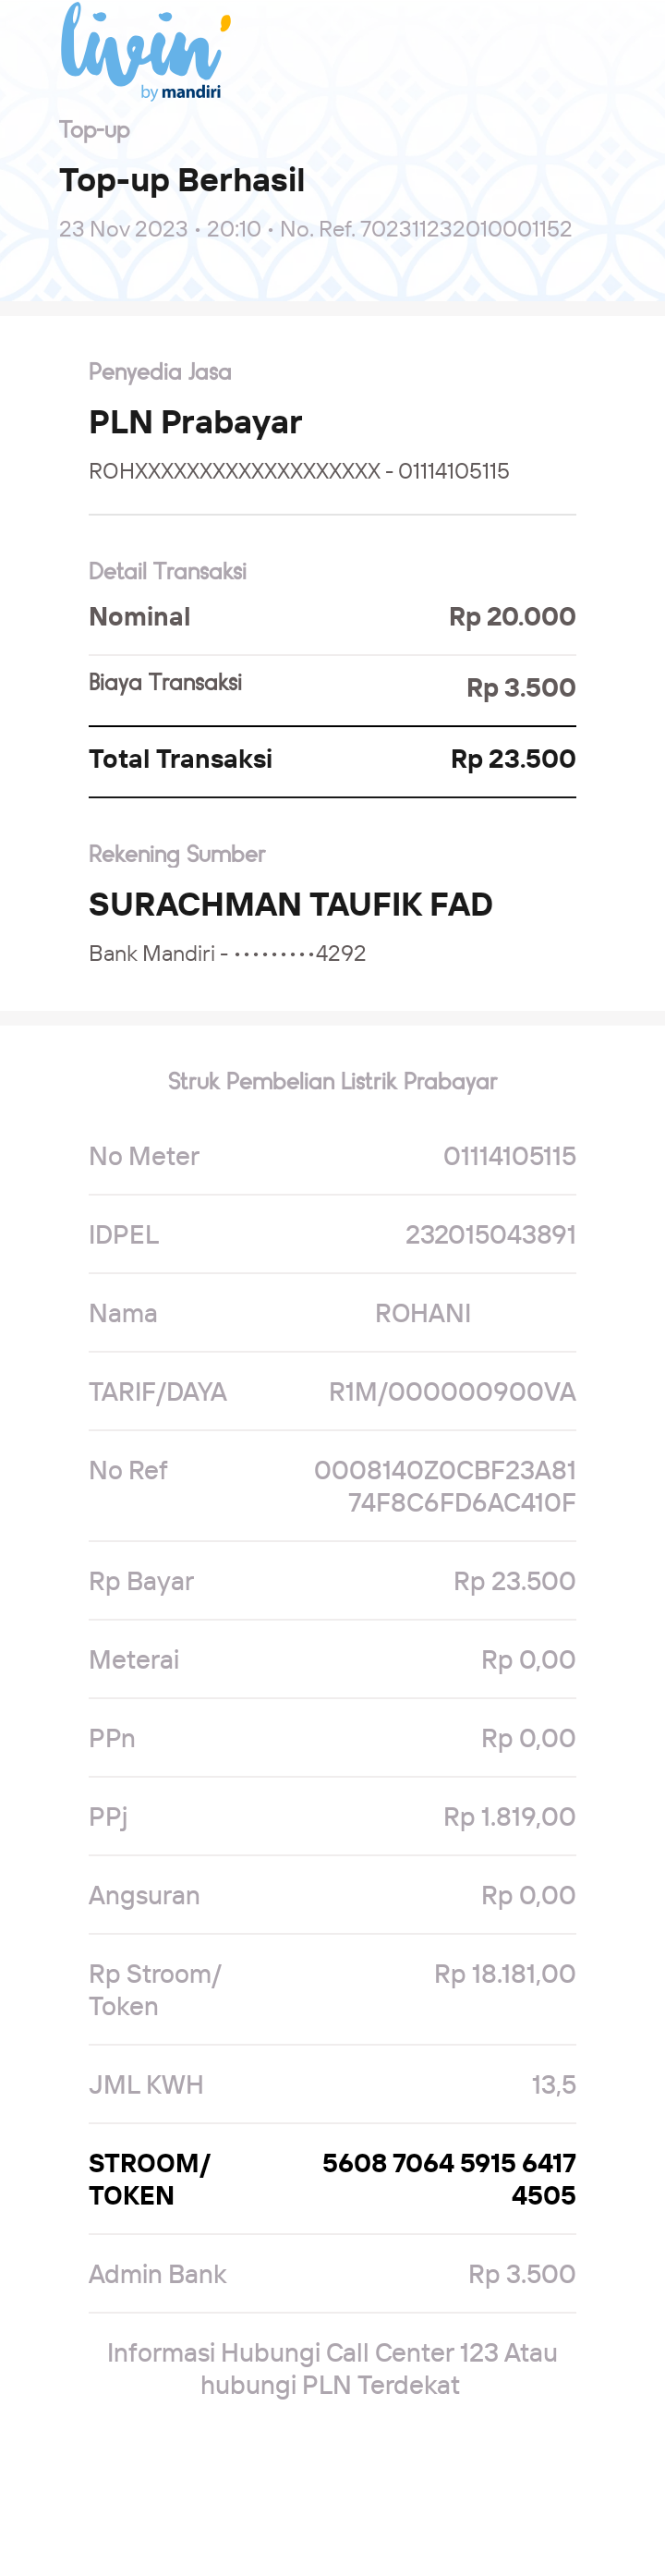 livin'
by mandiri
Top-up
Top-up Berhasil
23 Nov 2023 • 20:10 • No. Ref. 702311232010001152
Penyedia Jasa
PLN Prabayar
ROHXXXXXXXXXXXXXXXXXXX - 01114105115
Detail Transaksi
Nominal Rp 20.000
Biaya Transaksi Rp 3.500
Total Transaksi Rp 23.500
Rekening Sumber
SURACHMAN TAUFIK FAD
Bank Mandiri - •••••••••4292
Struk Pembelian Listrik Prabayar
No Meter 01114105115
IDPEL 232015043891
Nama ROHANI
TARIF/DAYA R1M/000000900VA
No Ref 0008140Z0CBF23A81
74F8C6FD6AC410F
Rp Bayar Rp 23.500
Meterai Rp 0,00
PPn Rp 0,00
PPj Rp 1.819,00
Angsuran Rp 0,00
Rp Stroom/ Rp 18.181,00
Token
JML KWH 13,5
STROOM/ 5608 7064 5915 6417
TOKEN 4505
Admin Bank Rp 3.500
Informasi Hubungi Call Center 123 Atau
hubungi PLN Terdekat